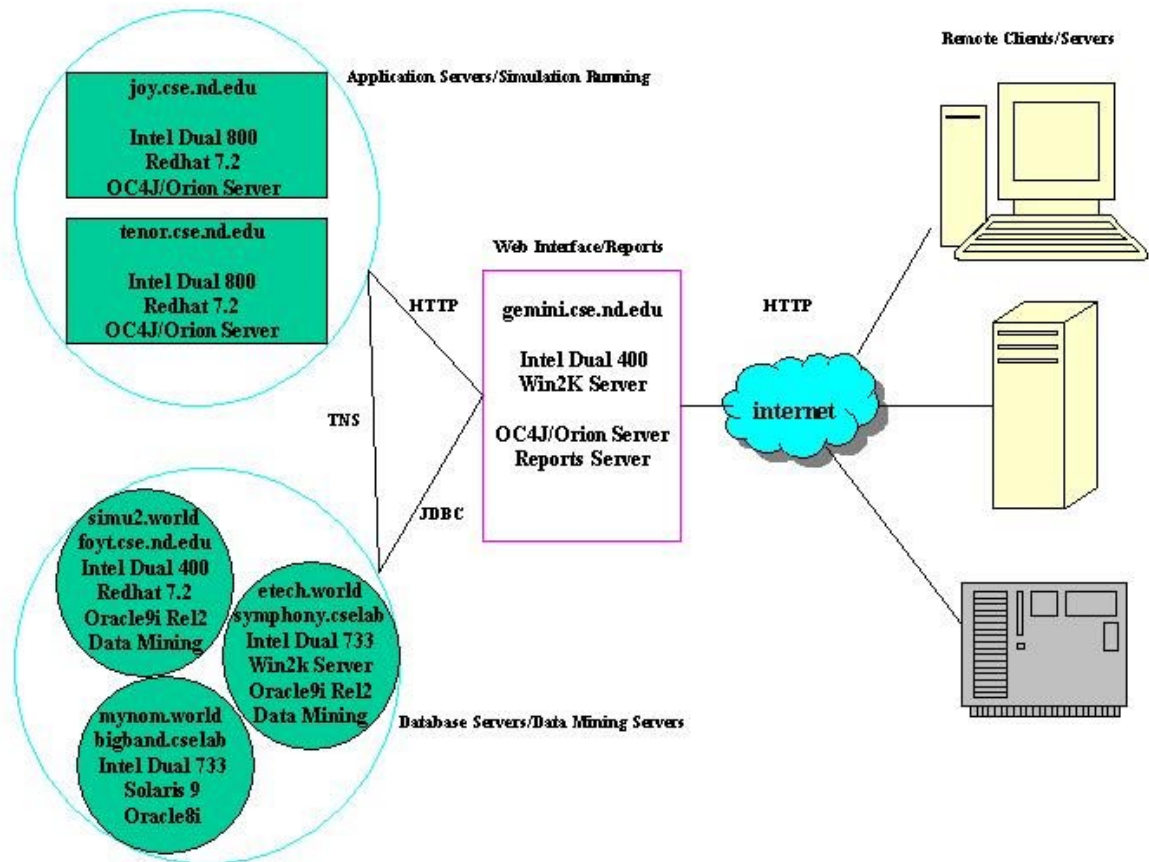 Remote Clients/Servers
Application Servers/Simulation Running
joy.cse.nd.edu
Intel Dual 800
Redhat 7.2
OC4J/Orion Server
tenor.cse.nd.edu
Intel Dual 800
Redhat 7.2
OC4J/Orion Server
Web Interface/Reports
HTTP
gemini.cse.nd.edu
Intel Dual 400
Win2K Server
OC4J/Orion Server
Reports Server
HTTP
internet
TNS
JDBC
simu2.world
foyt.cse.nd.edu
Intel Dual 400
Redhat 7.2
Oracle9i Rel2
Data Mining
etech.world
symphony.cselab
Intel Dual 733
Win2k Server
Oracle9i Rel2
Data Mining
mynom.world
bigband.cselab
Intel Dual 733
Solaris 9
Oracle8i
Database Servers/Data Mining Servers